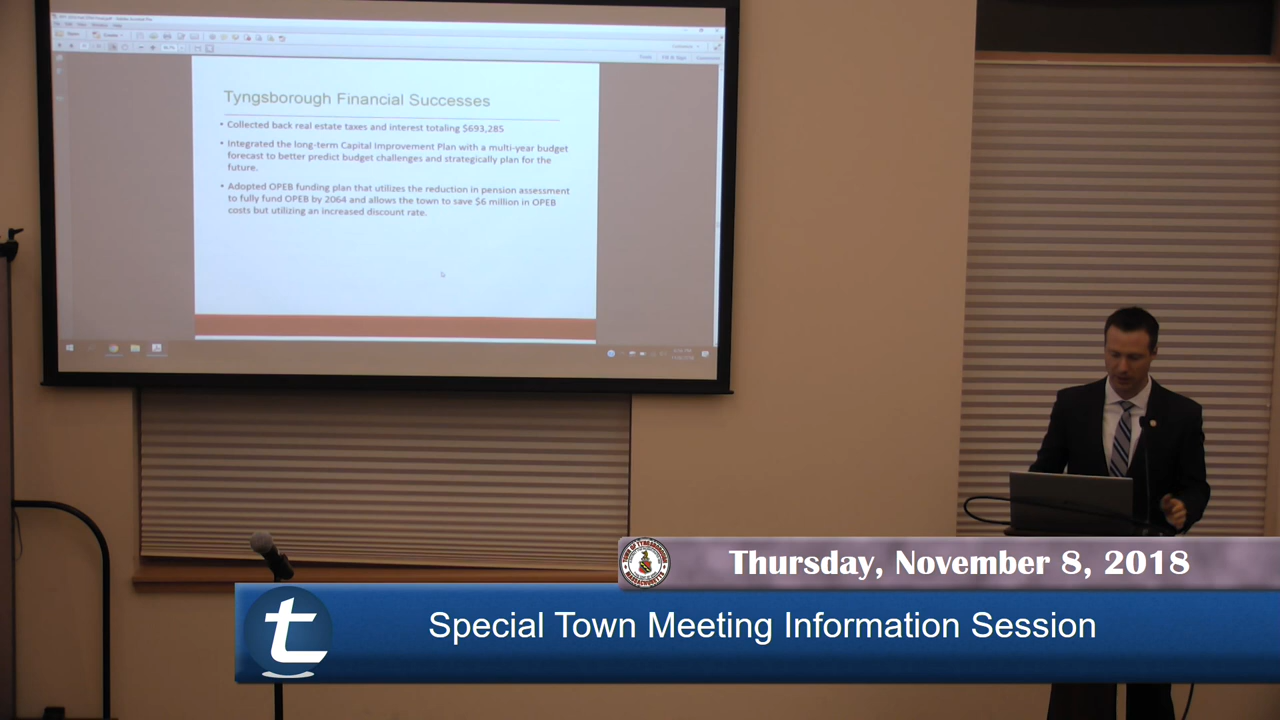 Tyngsborough Financial Successes
• Collected back real estate taxes and interest totaling $693,285
• Integrated the long-term Capital Improvement Plan with a multi-year budget
forecast to better predict budget challenges and strategically plan for the
future.
• Adopted OPEB funding plan that utilizes the reduction in pension assessment
to fully fund OPEB by 2064 and allows the town to save $6 million in OPEB
costs but utilizing an increased discount rate.
Thursday, November 8, 2018
t
Special Town Meeting Information Session